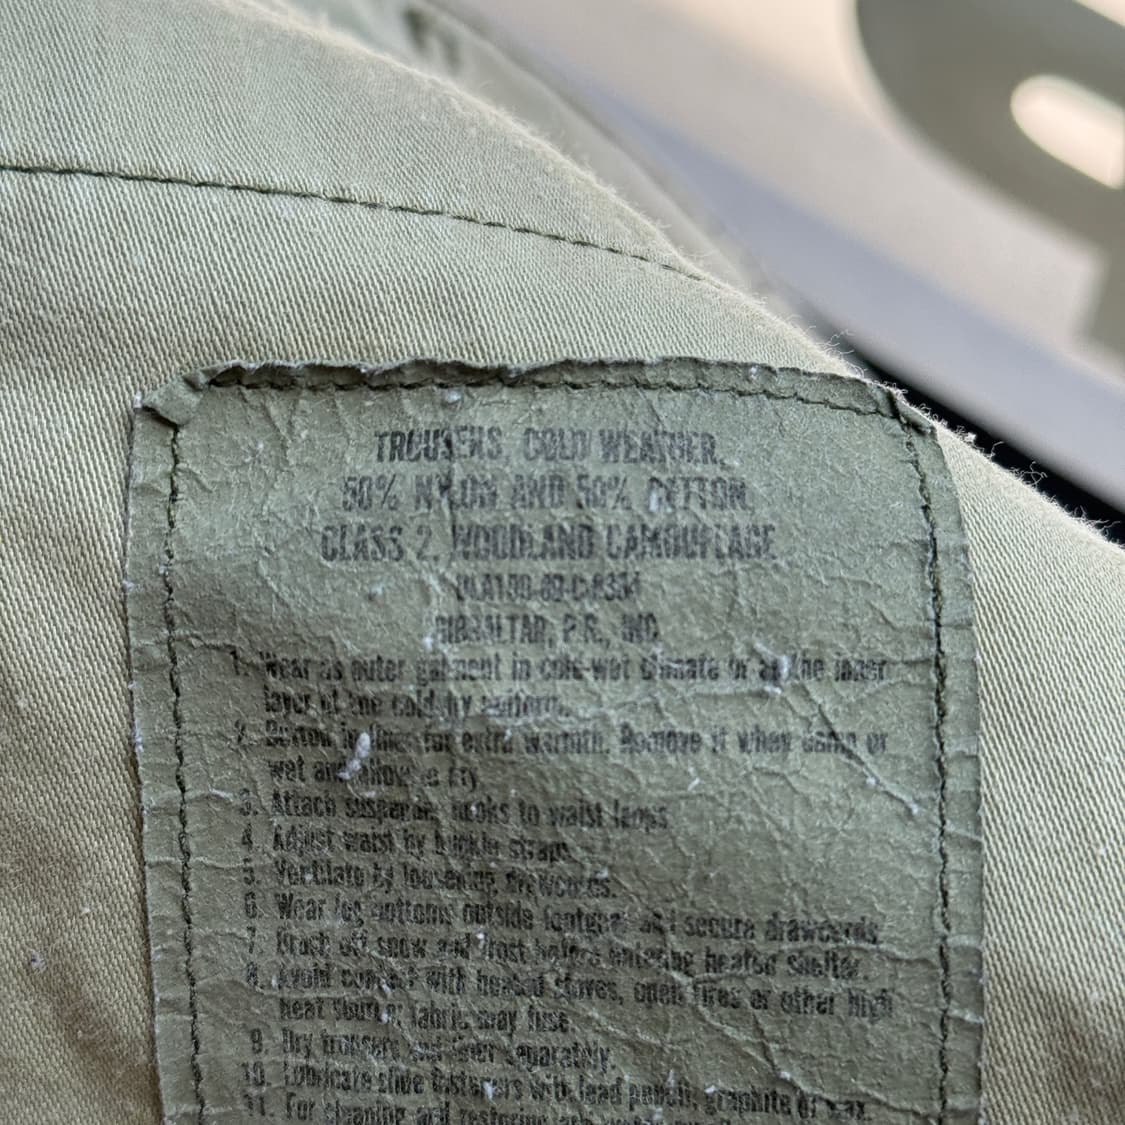 TROUSERS, COLD WEATHER,
50% NYLON AND 50% COTTON,
CLASS 2, WOODLAND CAMOUFLAGE
GIBRALTAR, P.R., INC.
1. Wear as outer garment in cold-wet climate or as the inner
layer of the cold-dry uniform.
2. Button in liner for extra warmth. Remove it when damp or
wet and allow to dry
3. Attach suspender hooks to waist loops
4. Adjust waist by buckle straps
5. Ventilate by loosening drawcords.
6. Wear leg bottoms outside footgear and secure drawcords
7. Brush off snow and frost before entering heated shelter.
8. Avoid contact with heated stoves, open fires or other high
heat source; fabric may fuse.
9. Dry trousers and liner separately.
10. Lubricate slide fasteners with lead pencil, graphite or wax.
11. For cleaning and restoring